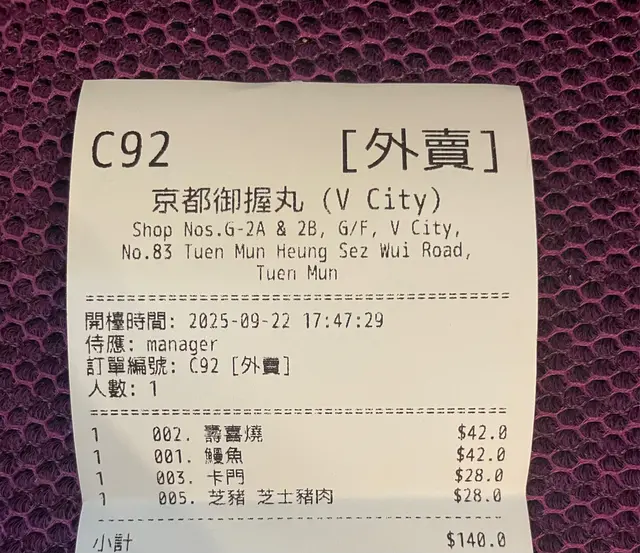 C92 [外賣]
京都御握丸 (V City)
Shop Nos.G-2A & 2B, G/F, V City,
No.83 Tuen Mun Heung Sez Wui Road,
Tuen Mun
開檯時間: 2025-09-22 17:47:29
侍應: manager
訂單編號: C92 [外賣]
人數: 1
1 002. 壽喜燒 $42.0
1 001. 鰻魚 $42.0
1 003. 卡門 $28.0
1 005. 芝豬 芝士豬肉 $28.0
小計 $140.0